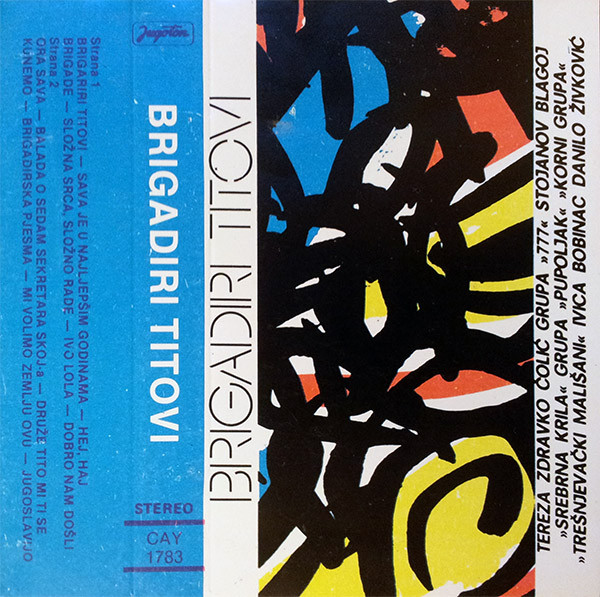 Jugoton
Strana 1
BRIGARIRI TITOVI — SAVA JE U NAJLJEPŠIM GODINAMA — HEJ, HAJ
BRIGADE — SLOŽNA SRCA, SLOŽNO RADE — IVO LOLA — DOBRO NAM DOŠLI
Strana 2
ORA SAVA — BALADA O SEDAM SEKRETARA SKOJ-a — DRUŽE TITO MI TI SE
KUNEMO — BRIGADIRSKA PJESMA — MI VOLIMO ZEMLJU OVU — JUGOSLAVIJO
BRIGADIRI TITOVI
STEREO
CAY
1783
BRIGADIRI TITOVI
TEREZA ZDRAVKO ČOLIĆ GRUPA »777« STOJANOV BLAGOJ
»SREBRNA KRILA« GRUPA »PUPOLJAK« »KORNI GRUPA«
»TREŠNJEVAČKI MALIŠANI« IVICA BOBINAC DANILO ŽIVKOVIĆ